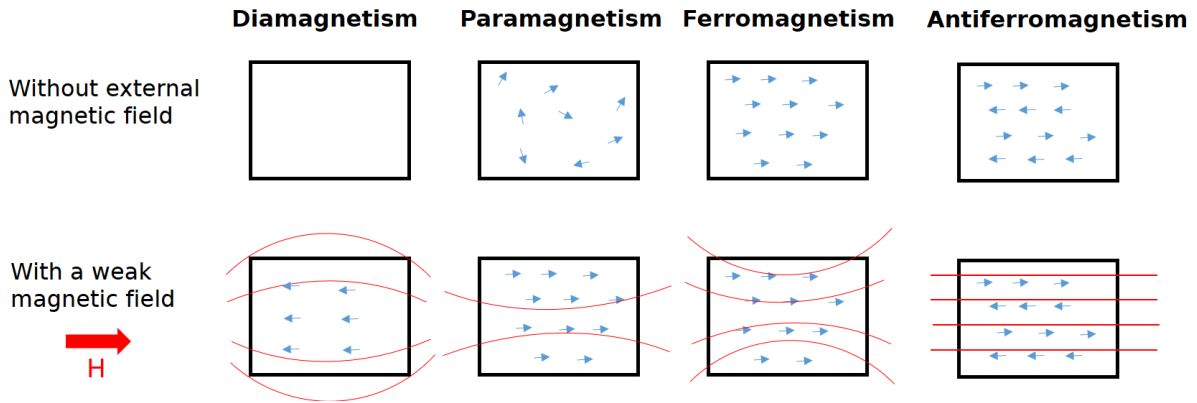 Diamagnetism
Paramagnetism
Ferromagnetism
Antiferromagnetism
Without external
magnetic field
With a weak
magnetic field
H